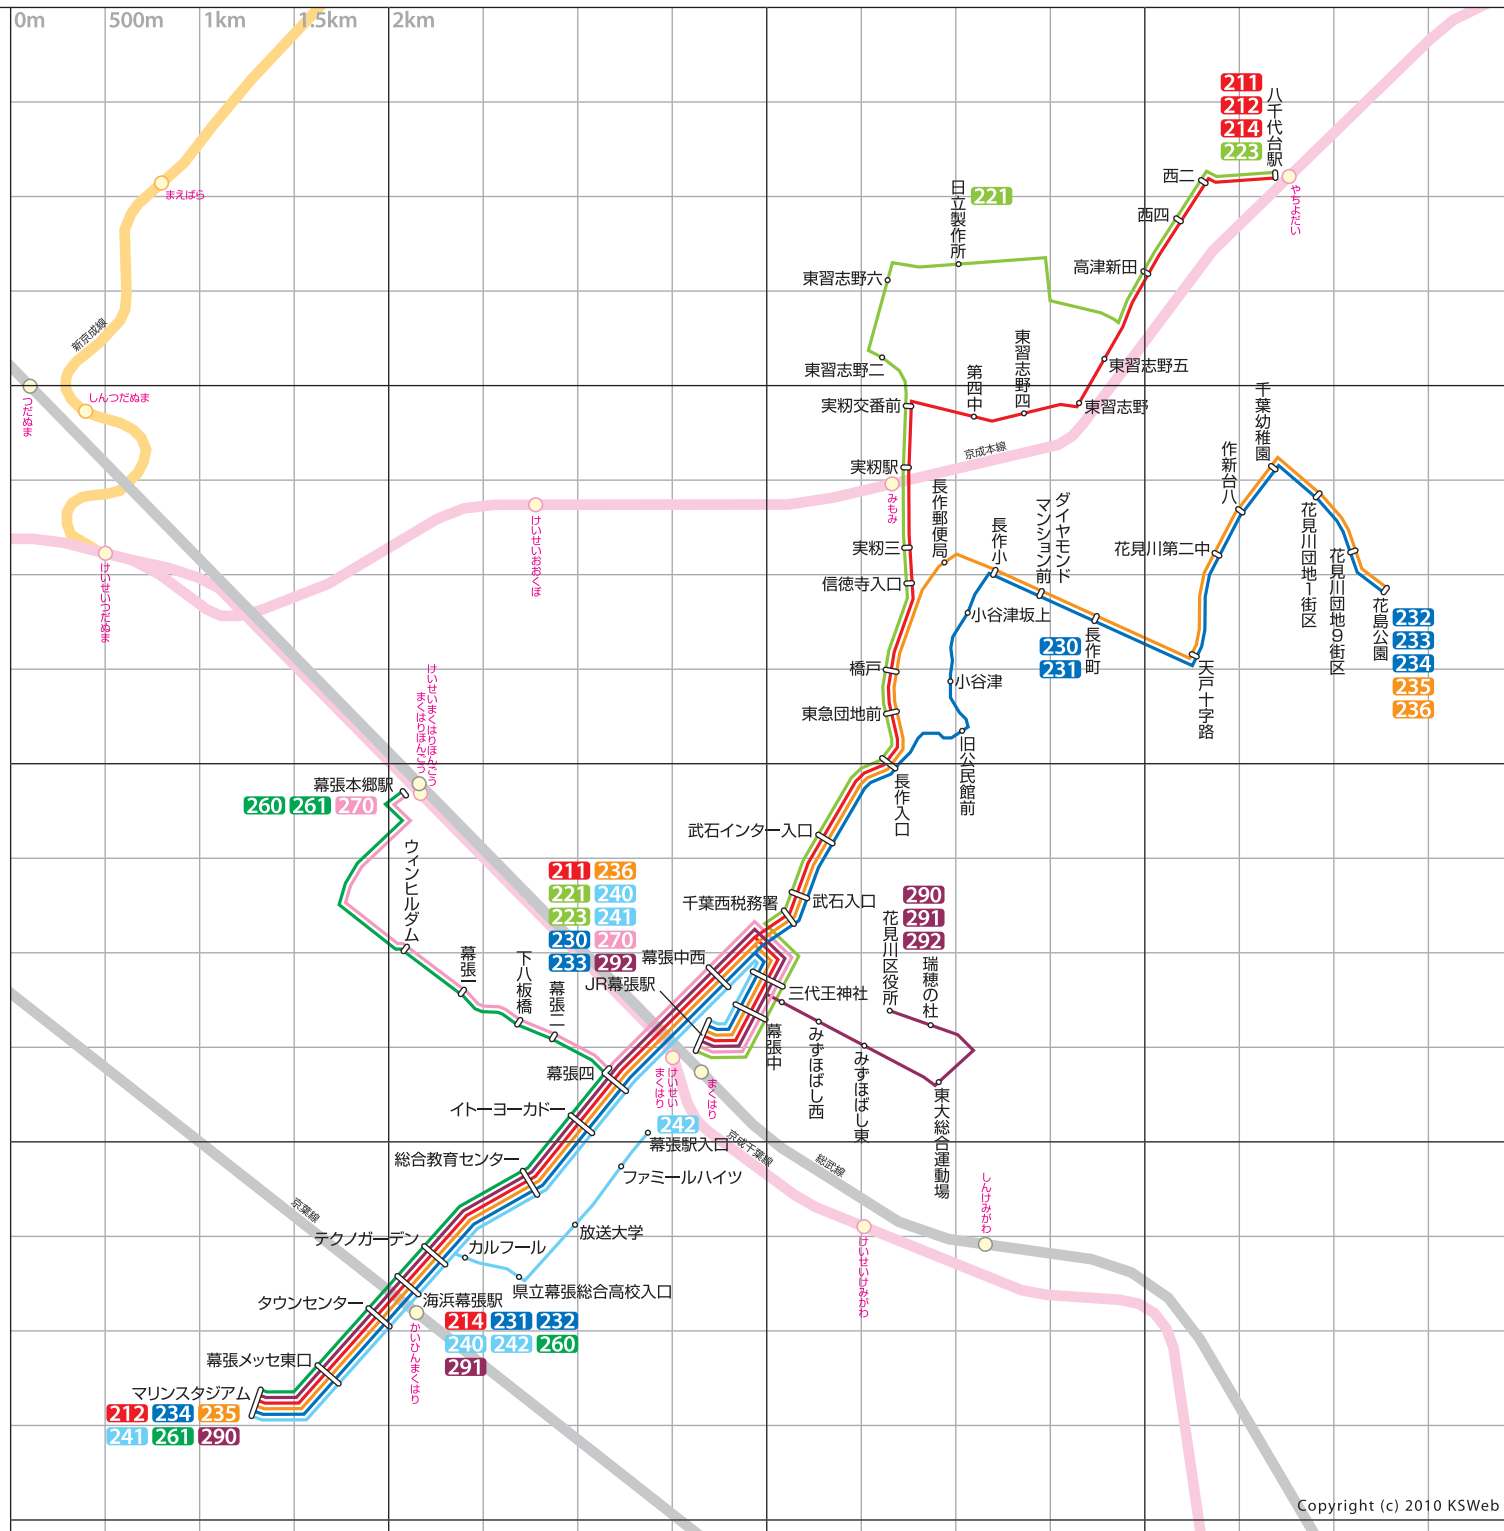 0m 500m 1km 1.5km 2km
211
212
214
223
八千代台駅
やちよだい
西二
西四
高津新田
日立製作所
221
まえばら
東習志野六
新京成線
東習志野四
東習志野五
東習志野二
第四中
東習志野
つだぬま
しんつだぬま
実籾交番前
京成本線
千葉幼稚園
実籾駅
みもみ
作新台八
長作郵便局
ダイヤモンド
マンション前
長作小
けいせいおおくぼ
けいせいつだぬま
実籾三
花見川第二中
花見川団地1街区
花見川団地9街区
信徳寺入口
小谷津坂上
花島公園
232
233
234
235
236
230
231
長作町
橋戸
小谷津
天戸十字路
東急団地前
けいせいまくはりほんごう
まくはりほんごう
旧公民館前
幕張本郷駅
260 261 270
長作入口
武石インター入口
ウィンヒルダム
211 236
221 240
223 241
230 270
233 292
千葉西税務署
武石入口
290
291
292
花見川区役所
瑞穂の杜
幕張一
下八板橋
幕張二
幕張中西
JR幕張駅
三代王神社
幕張中
みずほばし西
みずほばし東
東大総合運動場
幕張四
けいせい
まくはり
まくはり
イトーヨーカドー
242
幕張駅入口
京成千葉線
総武線
総合教育センター
ファミールハイツ
しんけみがわ
京葉線
放送大学
テクノガーデン
カルフール
けいせいけみがわ
県立幕張総合高校入口
タウンセンター
海浜幕張駅
214 231 232
240 242 260
291
かいひんまくはり
幕張メッセ東口
マリンスタジアム
212 234 235
241 261 290
Copyright (c) 2010 KSWeb